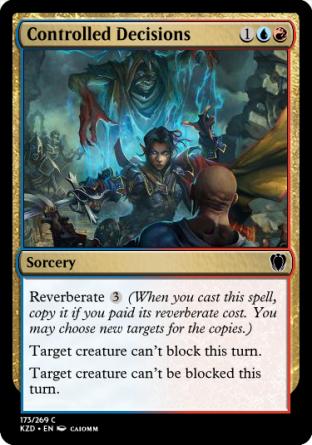 Controlled Decisions 1
Sorcery
Reverberate 3 (When you cast this spell,
copy it if you paid its reverberate cost. You
may choose new targets for the copies.)
Target creature can't block this turn.
Target creature can't be blocked this
turn.
173/269 C
KZD • EN CAIOMM